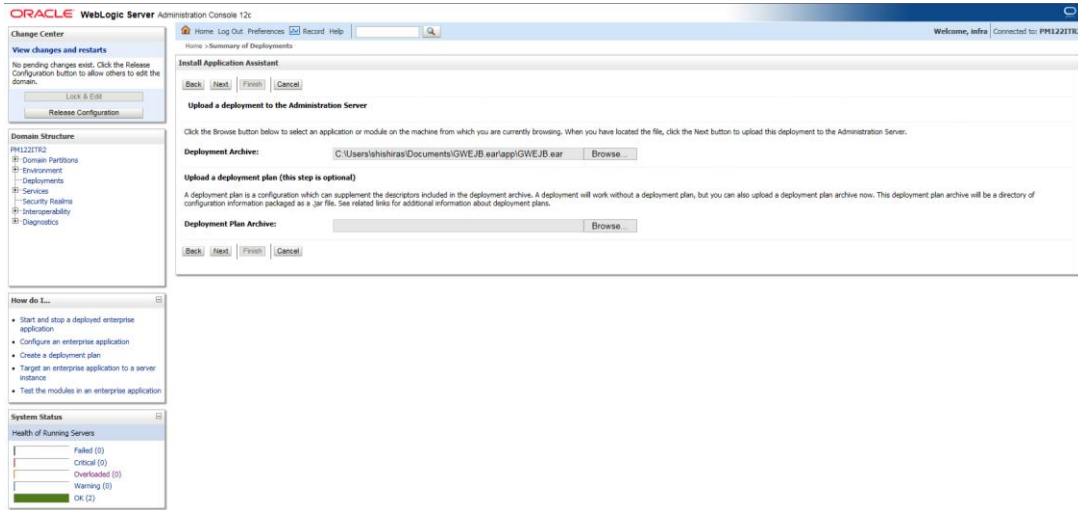 ORACLE WebLogic Server Administration Console 12c
Change Center
View changes and restarts
No pending changes exist. Click the Release
Configuration button to allow others to edit the
domain.
Lock & Edit
Release Configuration
Domain Structure
PM122ITR2
Domain Partitions
Environment
Deployments
Services
Security Realms
Interoperability
Diagnostics
How do I...
Start and stop a deployed enterprise
application
Configure an enterprise application
Create a deployment plan
Target an enterprise application to a server
instance
Test the modules in an enterprise application
System Status
Health of Running Servers
Failed (0)
Critical (0)
Overloaded (0)
Warning (0)
OK (2)
Home Log Out Preferences Record Help
Welcome, infra Connected to: PM122ITR2
Home >Summary of Deployments
Install Application Assistant
Back Next Finish Cancel
Upload a deployment to the Administration Server
Click the Browse button below to select an application or module on the machine from which you are currently browsing. When you have located the file, click the Next button to upload this deployment to the Administration Server.
Deployment Archive: C:\Users\shishiras\Documents\GWEJB.ear\app\GWEJB.ear Browse...
Upload a deployment plan (this step is optional)
A deployment plan is a configuration which can supplement the descriptors included in the deployment archive. A deployment will work without a deployment plan, but you can also upload a deployment plan archive now. This deployment plan archive will be a directory of
configuration information packaged as a .jar file. See related links for additional information about deployment plans.
Deployment Plan Archive: Browse...
Back Next Finish Cancel